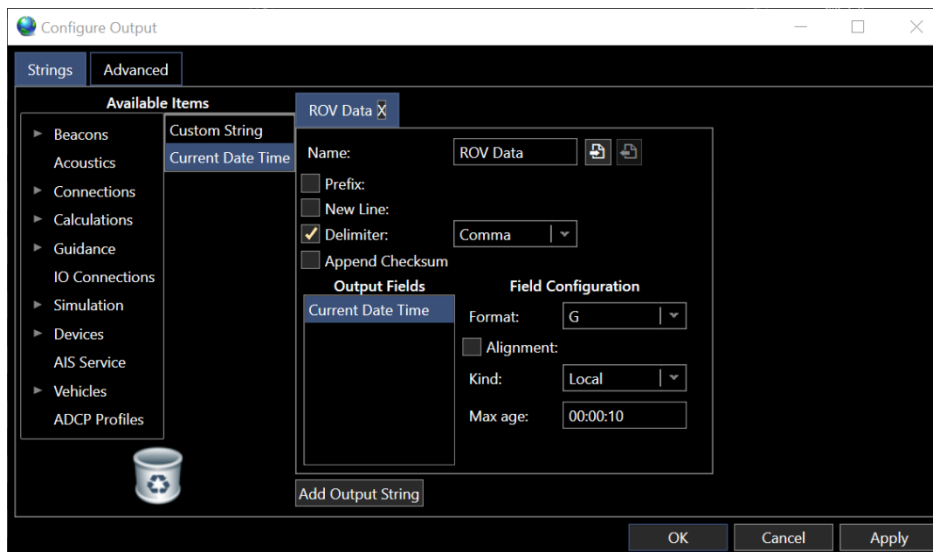 Configure Output
Strings
Advanced
Available Items
Beacons
Acoustics
Connections
Calculations
Guidance
IO Connections
Simulation
Devices
AIS Service
Vehicles
ADCP Profiles
Custom String
Current Date Time
ROV Data X
Name: ROV Data
Prefix:
New Line:
Delimiter: Comma
Append Checksum
Output Fields
Current Date Time
Field Configuration
Format: G
Alignment:
Kind: Local
Max age: 00:00:10
Add Output String
OK
Cancel
Apply